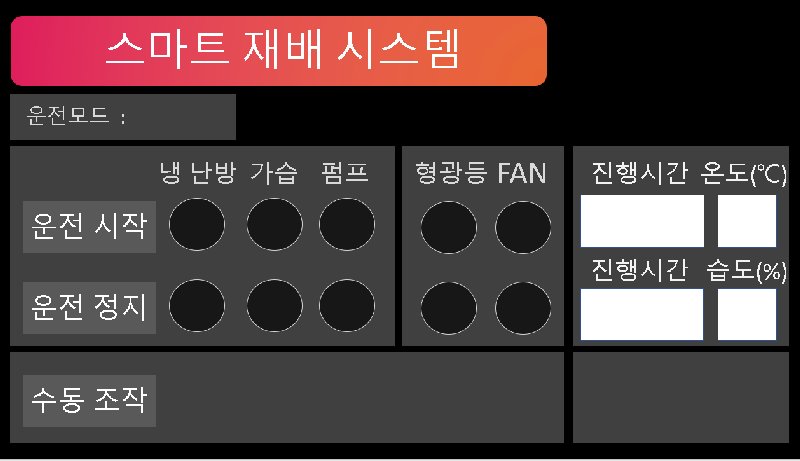 스마트 재배 시스템
운전모드 :
냉 난방 가습 펌프 형광등 FAN 진행시간 온도(℃)
운전 시작
진행시간 습도(%)
운전 정지
수동 조작